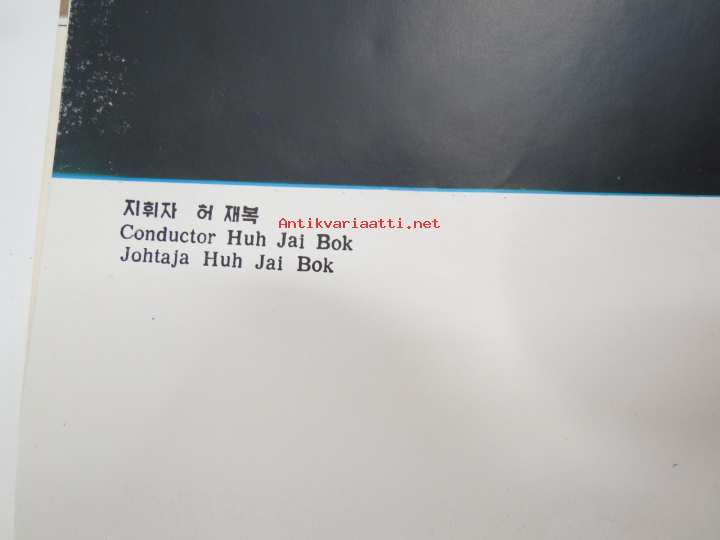 지휘자 허 재복
Antikvariaatti.net
Conductor Huh Jai Bok
Johtaja Huh Jai Bok